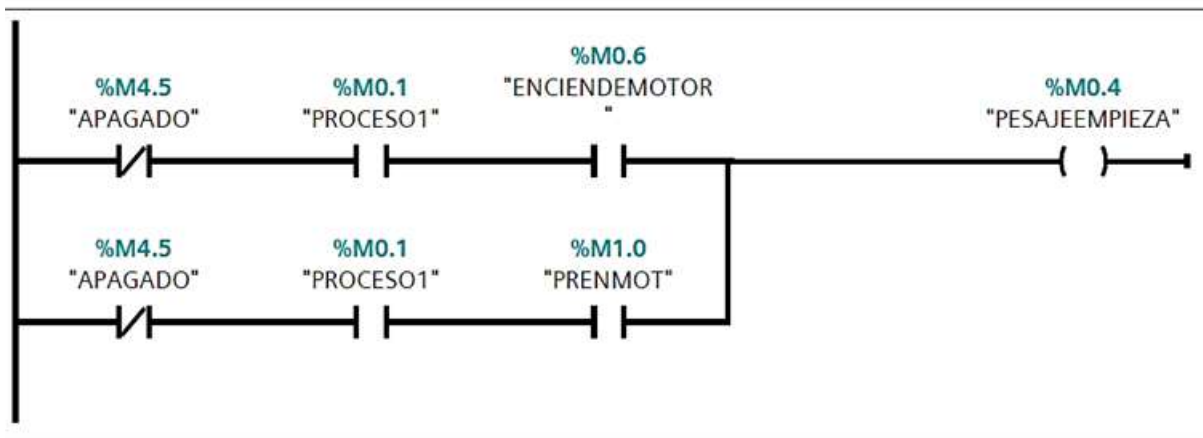 %M0.6
%M4.5 %M0.1 "ENCIENDEMOTOR %M0.4
"APAGADO" "PROCESO1" " "PESAJEEMPIEZA"
%M4.5 %M0.1 %M1.0
"APAGADO" "PROCESO1" "PRENMOT"